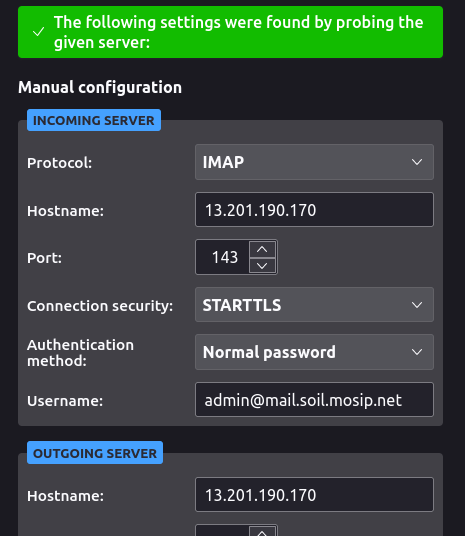 The following settings were found by probing the
given server:
Manual configuration
INCOMING SERVER
Protocol: IMAP
Hostname: 13.201.190.170
Port: 143
Connection security: STARTTLS
Authentication
method: Normal password
Username: admin@mail.soil.mosip.net
OUTGOING SERVER
Hostname: 13.201.190.170